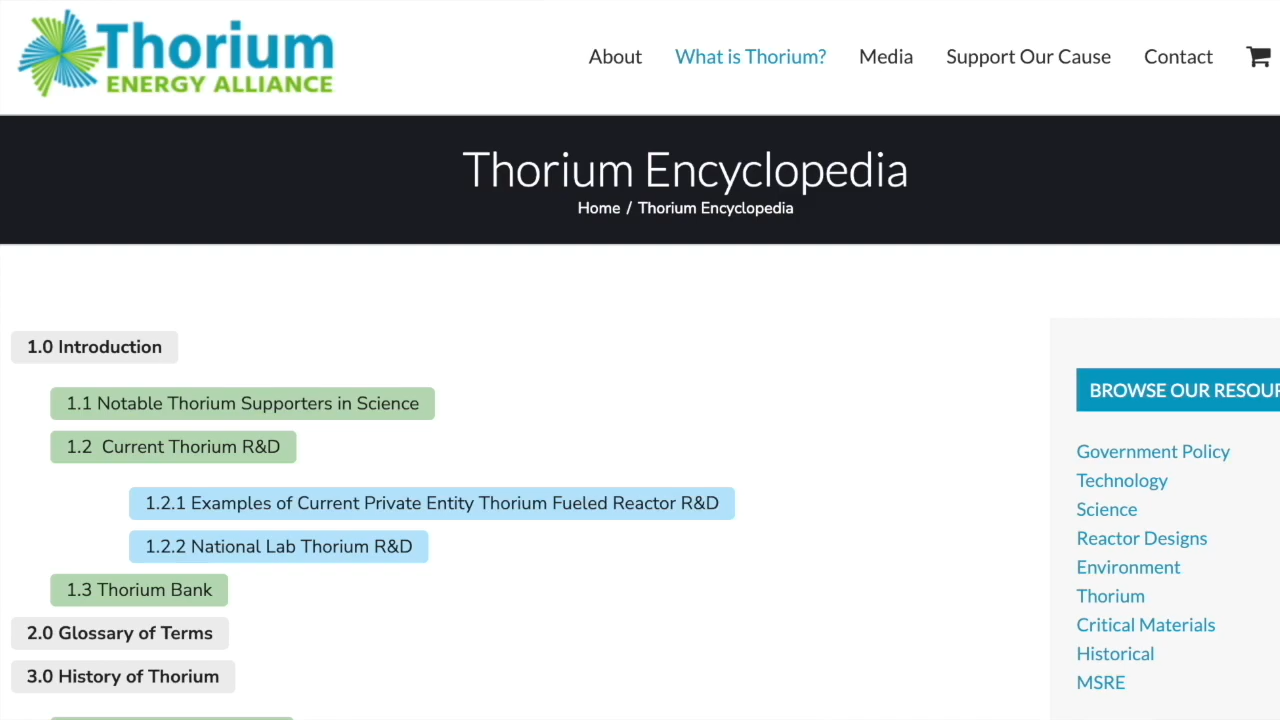 Thorium
ENERGY ALLIANCE
About What is Thorium? Media Support Our Cause Contact
Thorium Encyclopedia
Home / Thorium Encyclopedia
1.0 Introduction
1.1 Notable Thorium Supporters in Science
1.2 Current Thorium R&D
1.2.1 Examples of Current Private Entity Thorium Fueled Reactor R&D
1.2.2 National Lab Thorium R&D
1.3 Thorium Bank
2.0 Glossary of Terms
3.0 History of Thorium
BROWSE OUR
Government Policy
Technology
Science
Reactor Designs
Environment
Thorium
Critical Materials
Historical
MSRE